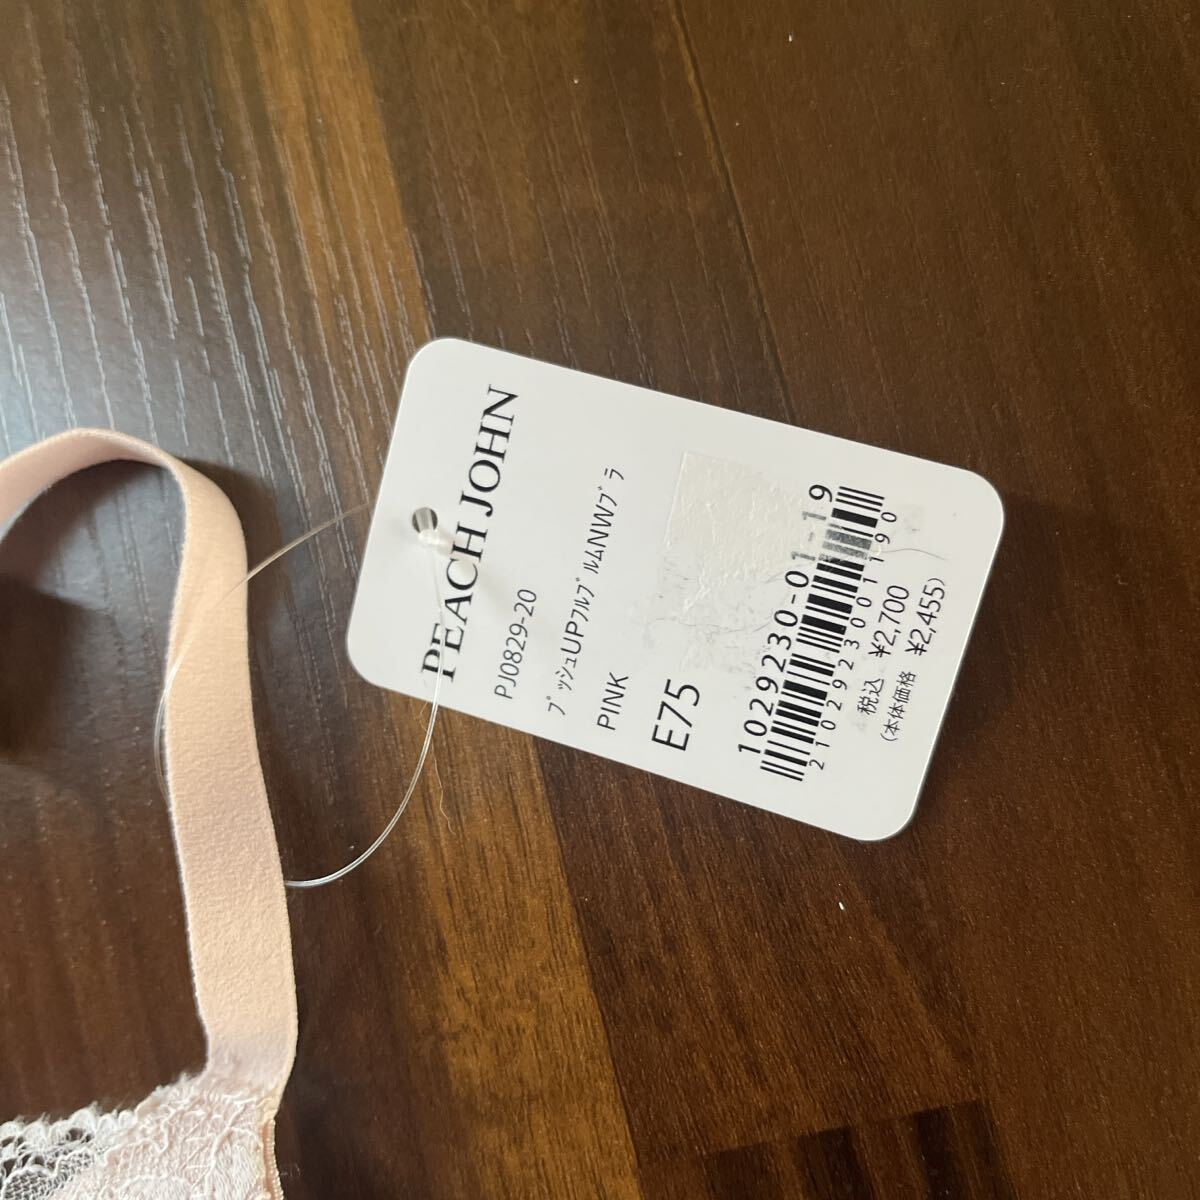 PEACH JOHN
PJ0829-20
ﾌﾟｯｼｭUPﾌﾙﾌﾞﾙﾑNWﾌﾞﾗ
PINK
E75
1029230-01-19
2102923001190
税込 ¥2,700
(本体価格 ¥2,455)